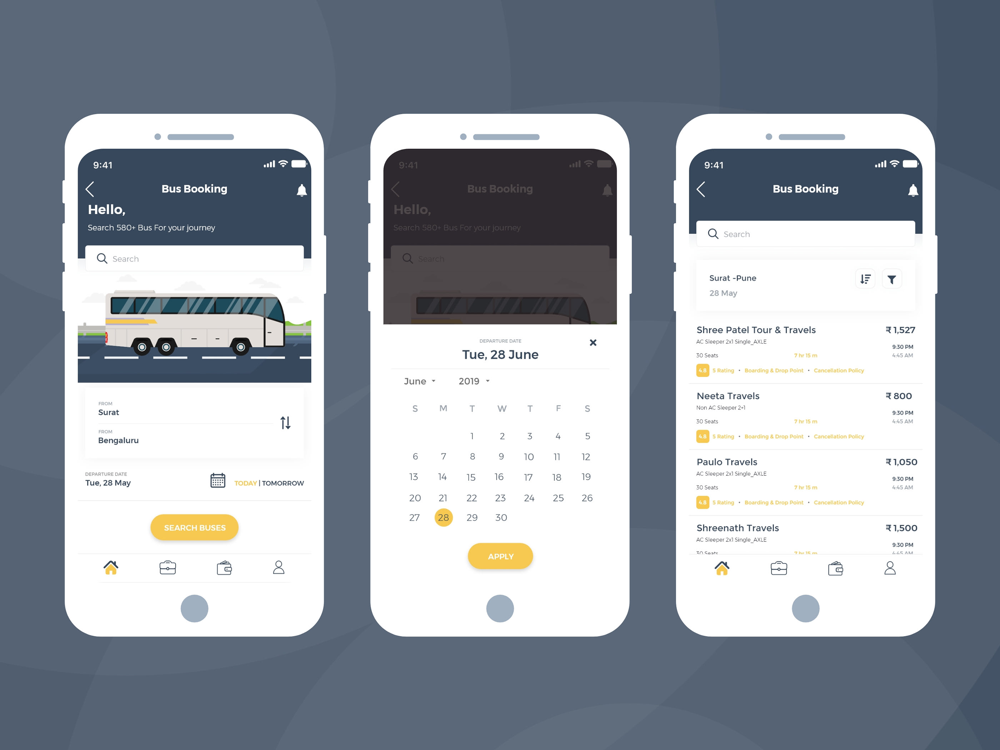 9:41
Bus Booking
Hello,
Search 580+ Bus For your journey
Search
FROM
Surat
FROM
Bengaluru
DEPARTURE DATE
Tue, 28 May
TODAY | TOMORROW
SEARCH BUSES
9:41
Bus Booking
Hello,
Search 580+ Bus For your journey
Search
DEPARTURE DATE
Tue, 28 June
June 2019
S M T W T F S
1 2 3 4 5
6 7 8 9 10 11 12
13 14 15 16 17 18 19
20 21 22 23 24 25 26
27 28 29 30
APPLY
9:41
Bus Booking
Search
Surat -Pune
28 May
Shree Patel Tour & Travels ₹ 1,527
AC Sleeper 2x1 Single_AXLE
9:30 PM
30 Seats 7 hr 15 m 4:45 AM
4.8 5 Rating • Boarding & Drop Point • Cancellation Policy
Neeta Travels ₹ 800
Non AC Sleeper 2+1
9:30 PM
30 Seats 7 hr 15 m 4:45 AM
4.8 5 Rating • Boarding & Drop Point • Cancellation Policy
Paulo Travels ₹ 1,050
AC Sleeper 2x1 Single_AXLE
9:30 PM
30 Seats 7 hr 15 m 4:45 AM
4.8 5 Rating • Boarding & Drop Point • Cancellation Policy
Shreenath Travels ₹ 1,500
AC Sleeper 2x1 Single_AXLE
9:30 PM
30 Seats 7 hr 15 m 4:45 AM